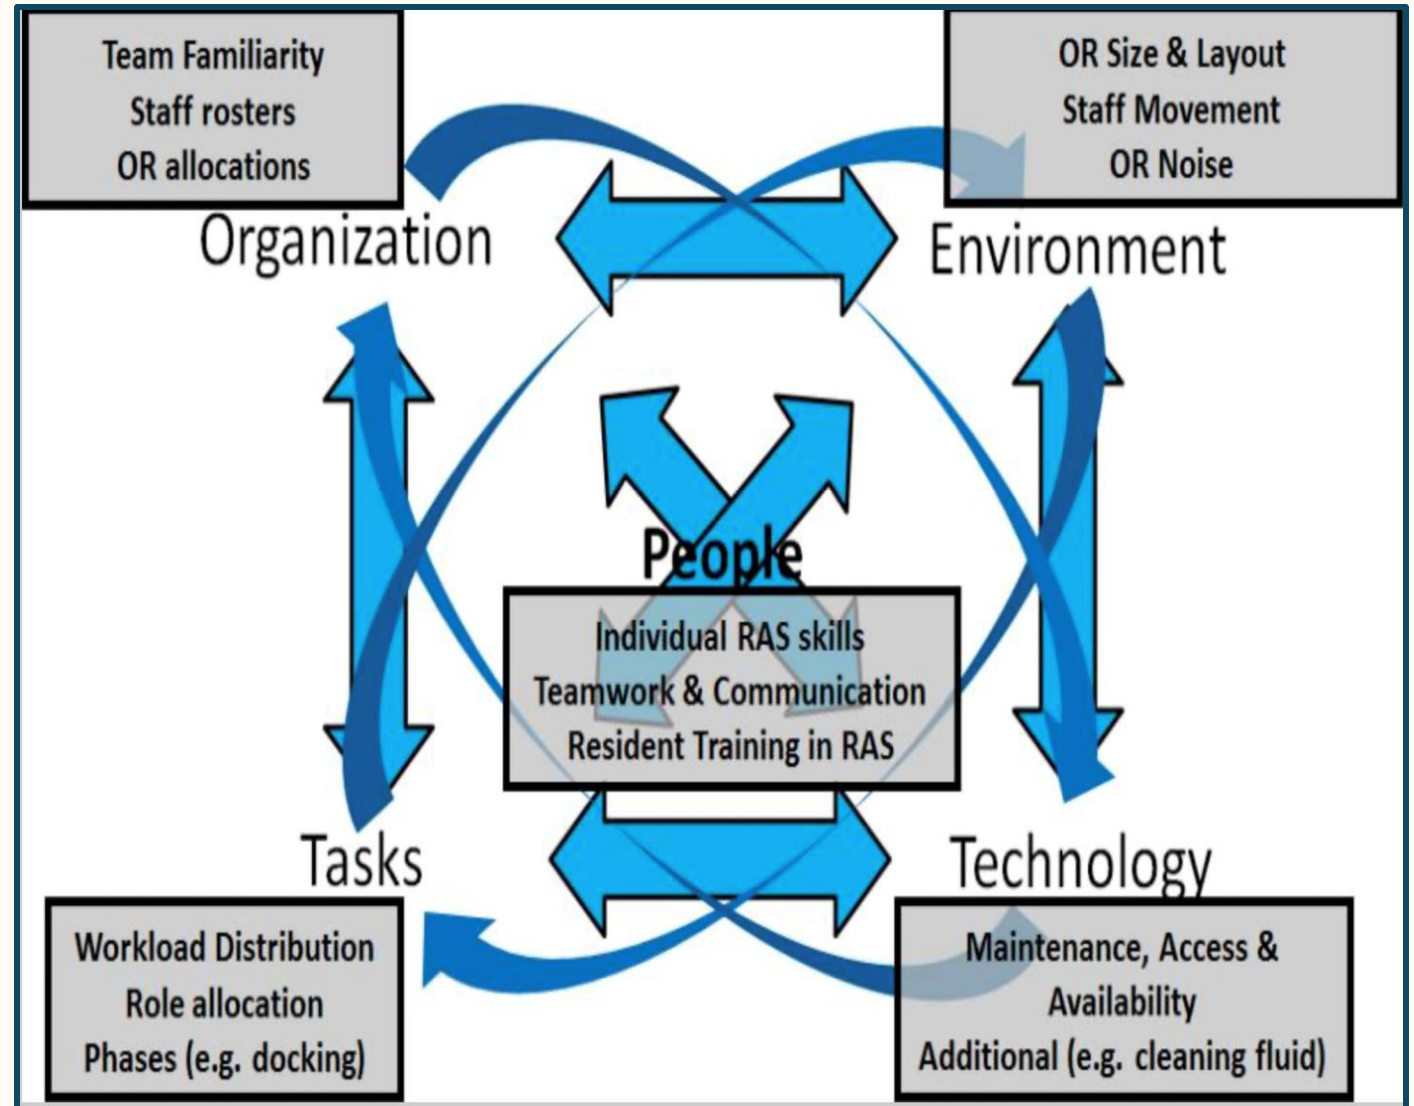 Team Familiarity
Staff rosters
OR allocations
Organization
OR Size & Layout
Staff Movement
OR Noise
Environment
People
Individual RAS skills
Teamwork & Communication
Resident Training in RAS
Tasks
Workload Distribution
Role allocation
Phases (e.g. docking)
Technology
Maintenance, Access &
Availability
Additional (e.g. cleaning fluid)